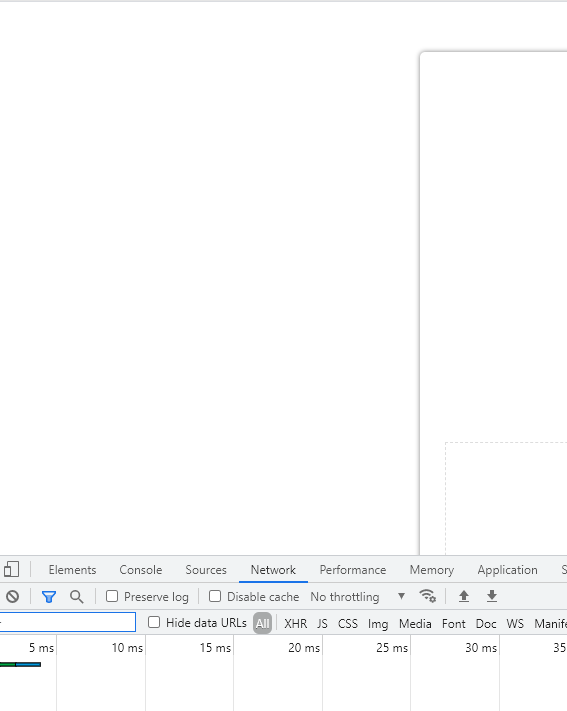 Elements Console Sources Network Performance Memory Application S
Preserve log Disable cache No throttling
Hide data URLs All XHR JS CSS Img Media Font Doc WS Manife
5 ms 10 ms 15 ms 20 ms 25 ms 30 ms 35